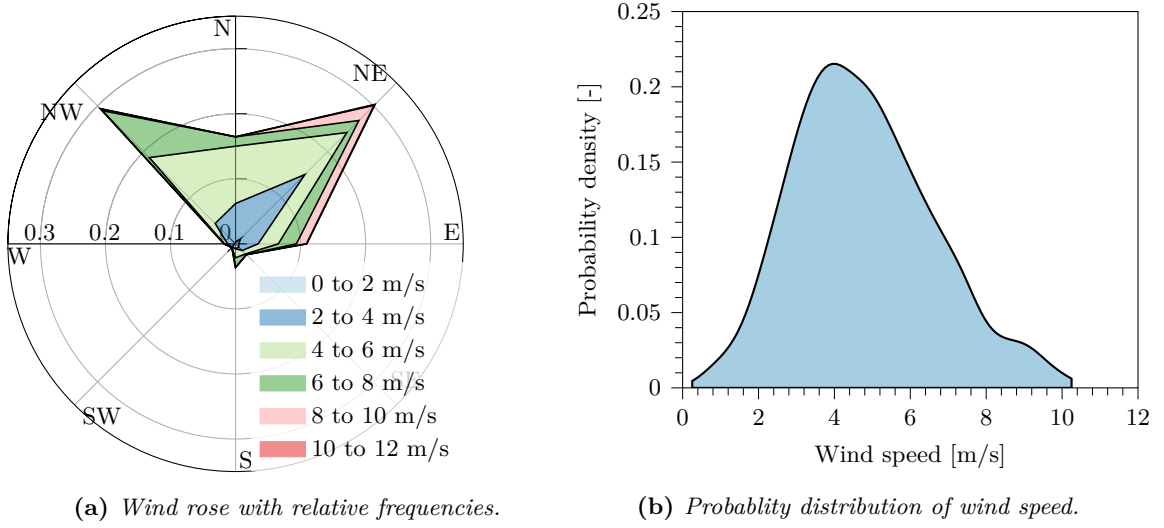 N
NE
NW
0.3 0.2 0.1 0
E
W
0 to 2 m/s
2 to 4 m/s
4 to 6 m/s
6 to 8 m/s
SE
8 to 10 m/s
SW
10 to 12 m/s
S
(a) Wind rose with relative frequencies.
0.25
0.2
0.15
0.1
0.05
0
Probability density [-]
0 2 4 6 8 10 12
Wind speed [m/s]
(b) Probablity distribution of wind speed.